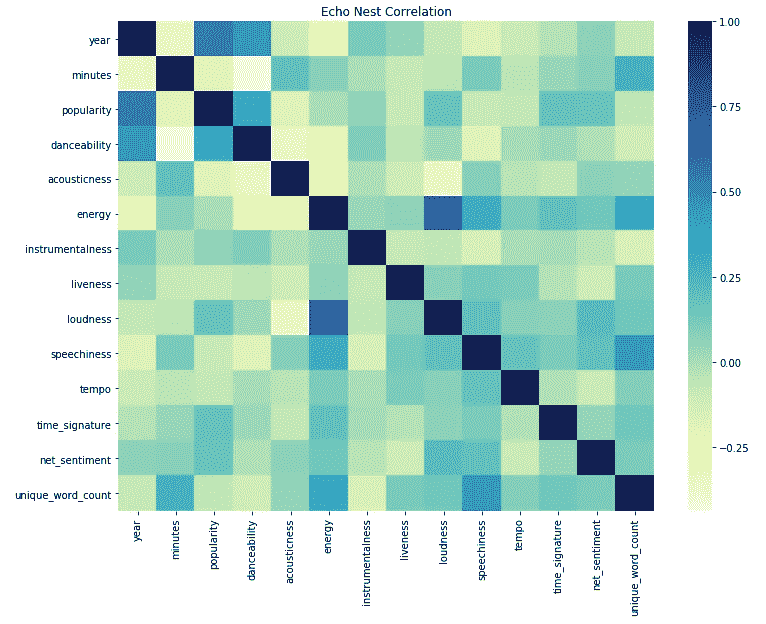 Echo Nest Correlation
year
minutes
popularity
danceability
acousticness
energy
instrumentalness
liveness
loudness
speechiness
tempo
time_signature
net_sentiment
unique_word_count
year
minutes
popularity
danceability
acousticness
energy
instrumentalness
liveness
loudness
speechiness
tempo
time_signature
net_sentiment
unique_word_count
1.00
0.75
0.50
0.25
0.00
−0.25